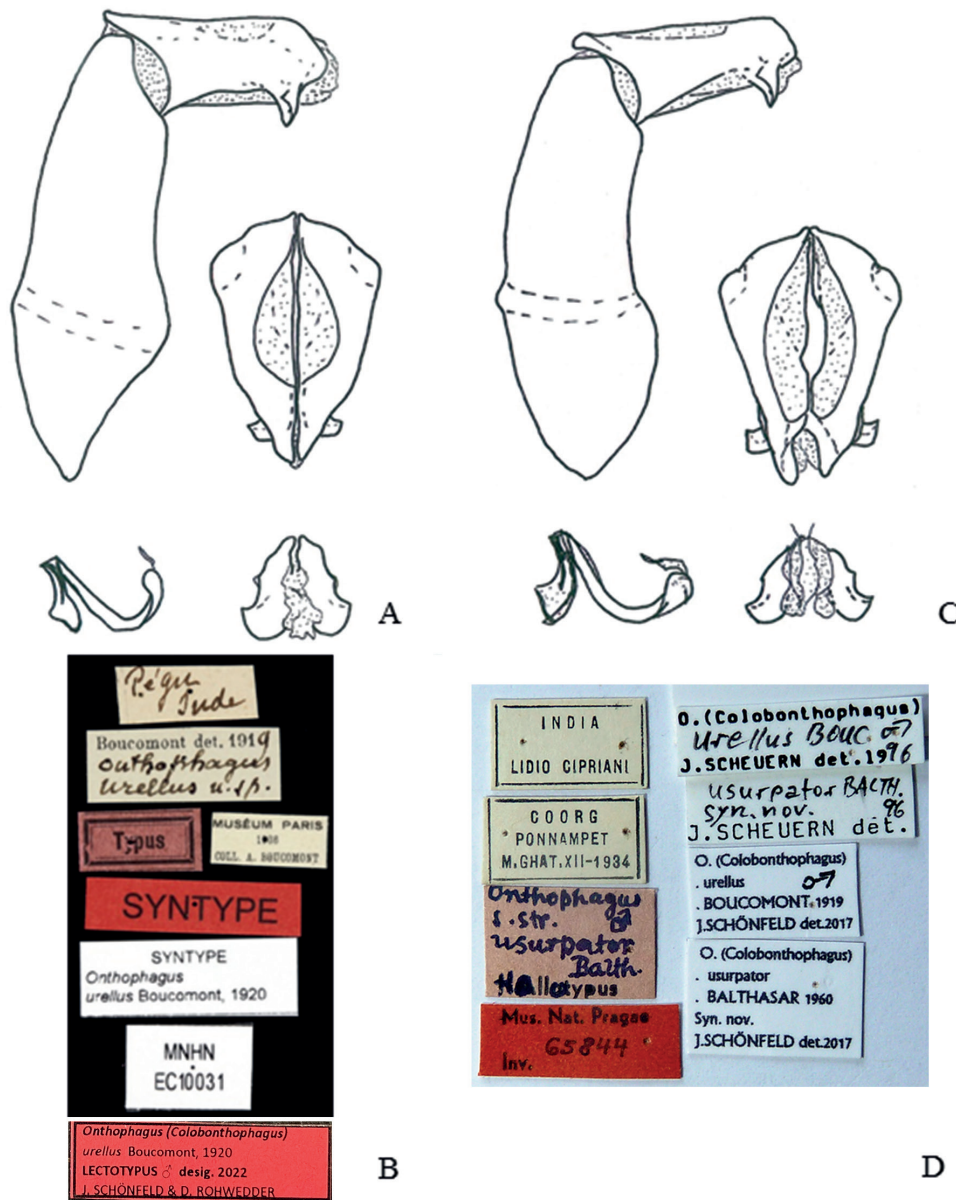 A
C
Pégu
Inde
Boucomont det. 1919
onthophagus
urellus n.sp.
Typus
MUSÉUM PARIS
COLL. A. BOUCOMONT
SYNTYPE
SYNTYPE
Onthophagus
urellus Boucomont, 1920
MNHN
EC10031
Onthophagus (Colobonthophagus)
urellus Boucomont, 1920
LECTOTYPUS ♂ desig. 2022
J. SCHÖNFELD & D. ROHWEDDER
B
INDIA
LIDIO CIPRIANI
COORG
PONNAMPET
M.GHAT.XII-1934
Onthophagus
s. str. ♂
usurpator
Balth.
Mus. Nat. Pragae
Inv. 65844
O. (Colobonthophagus)
urellus BOUC. ♂
J. SCHEUERN det. 1996
usurpator BALTH.
syn. nov. 96
J. SCHEUERN det.
O. (Colobonthophagus)
. urellus ♂
. BOUCOMONT 1919
J.SCHÖNFELD det.2017
O. (Colobonthophagus)
. usurpator
. BALTHASAR 1960
Syn. nov.
J.SCHÖNFELD det.2017
D